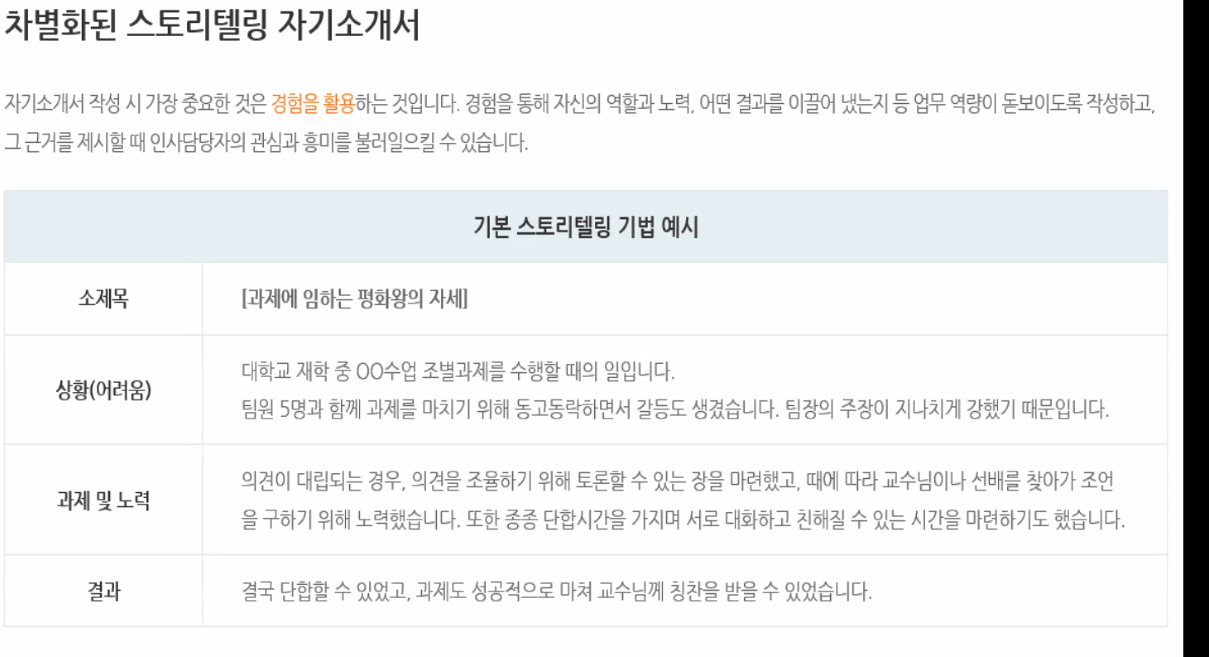 차별화된 스토리텔링 자기소개서
자기소개서 작성 시 가장 중요한 것은 경험을 활용하는 것입니다. 경험을 통해 자신의 역할과 노력, 어떤 결과를 이끌어 냈는지 등 업무 역량이 돋보이도록 작성하고,
그 근거를 제시할 때 인사담당자의 관심과 흥미를 불러일으킬 수 있습니다.
기본 스토리텔링 기법 예시
소제목
[과제에 임하는 평화왕의 자세]
상황(어려움)
대학교 재학 중 OO수업 조별과제를 수행할 때의 일입니다.
팀원 5명과 함께 과제를 마치기 위해 동고동락하면서 갈등도 생겼습니다. 팀장의 주장이 지나치게 강했기 때문입니다.
과제 및 노력
의견이 대립되는 경우, 의견을 조율하기 위해 토론할 수 있는 장을 마련했고, 때에 따라 교수님이나 선배를 찾아가 조언
을 구하기 위해 노력했습니다. 또한 종종 단합시간을 가지며 서로 대화하고 친해질 수 있는 시간을 마련하기도 했습니다.
결과
결국 단합할 수 있었고, 과제도 성공적으로 마쳐 교수님께 칭찬을 받을 수 있었습니다.